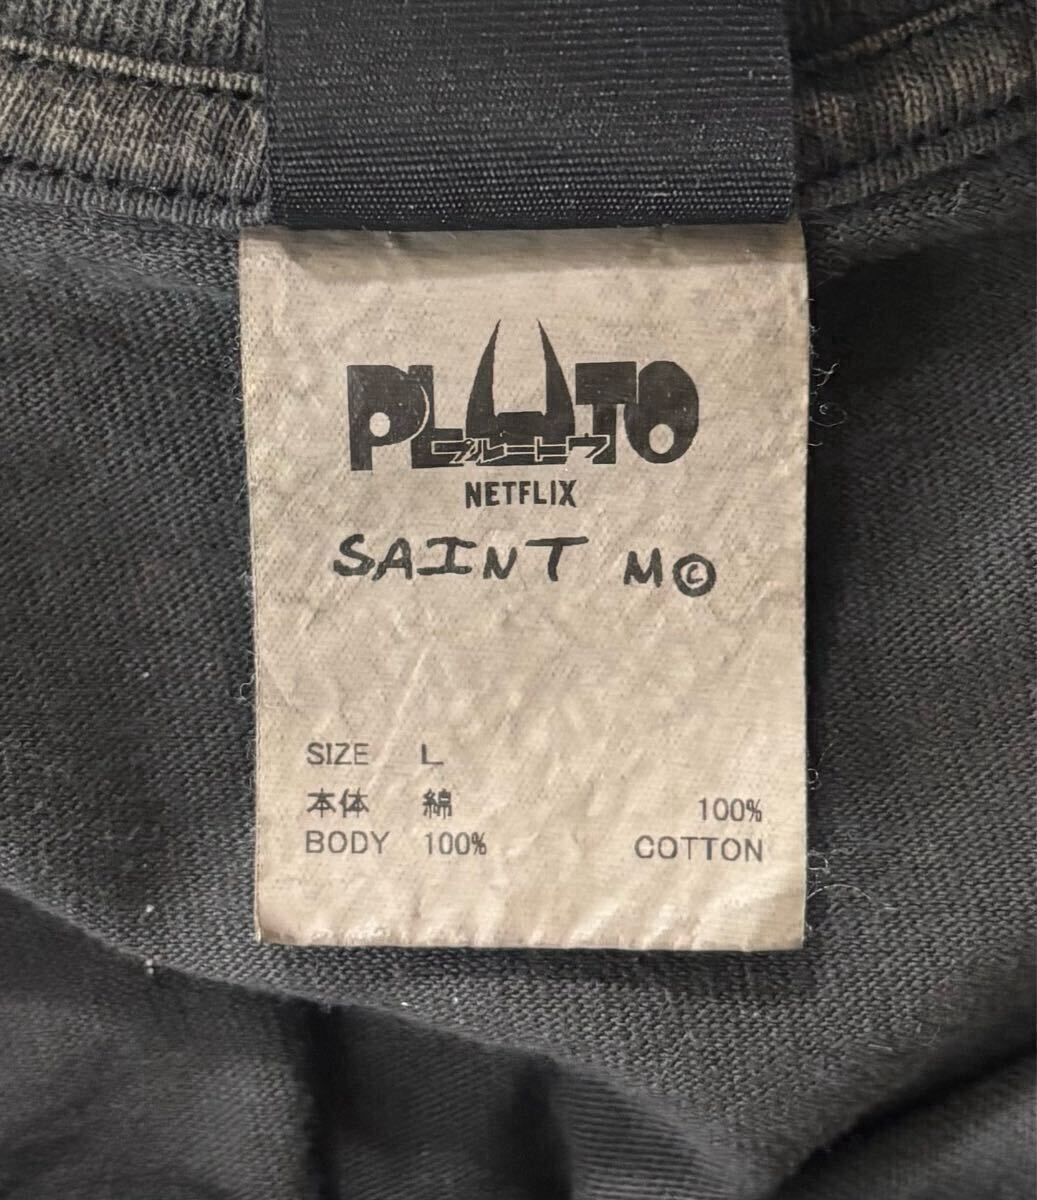 PLUTO
プルートウ
NETFLIX
SAINT M©
SIZE L
本体 綿 100%
BODY 100% COTTON